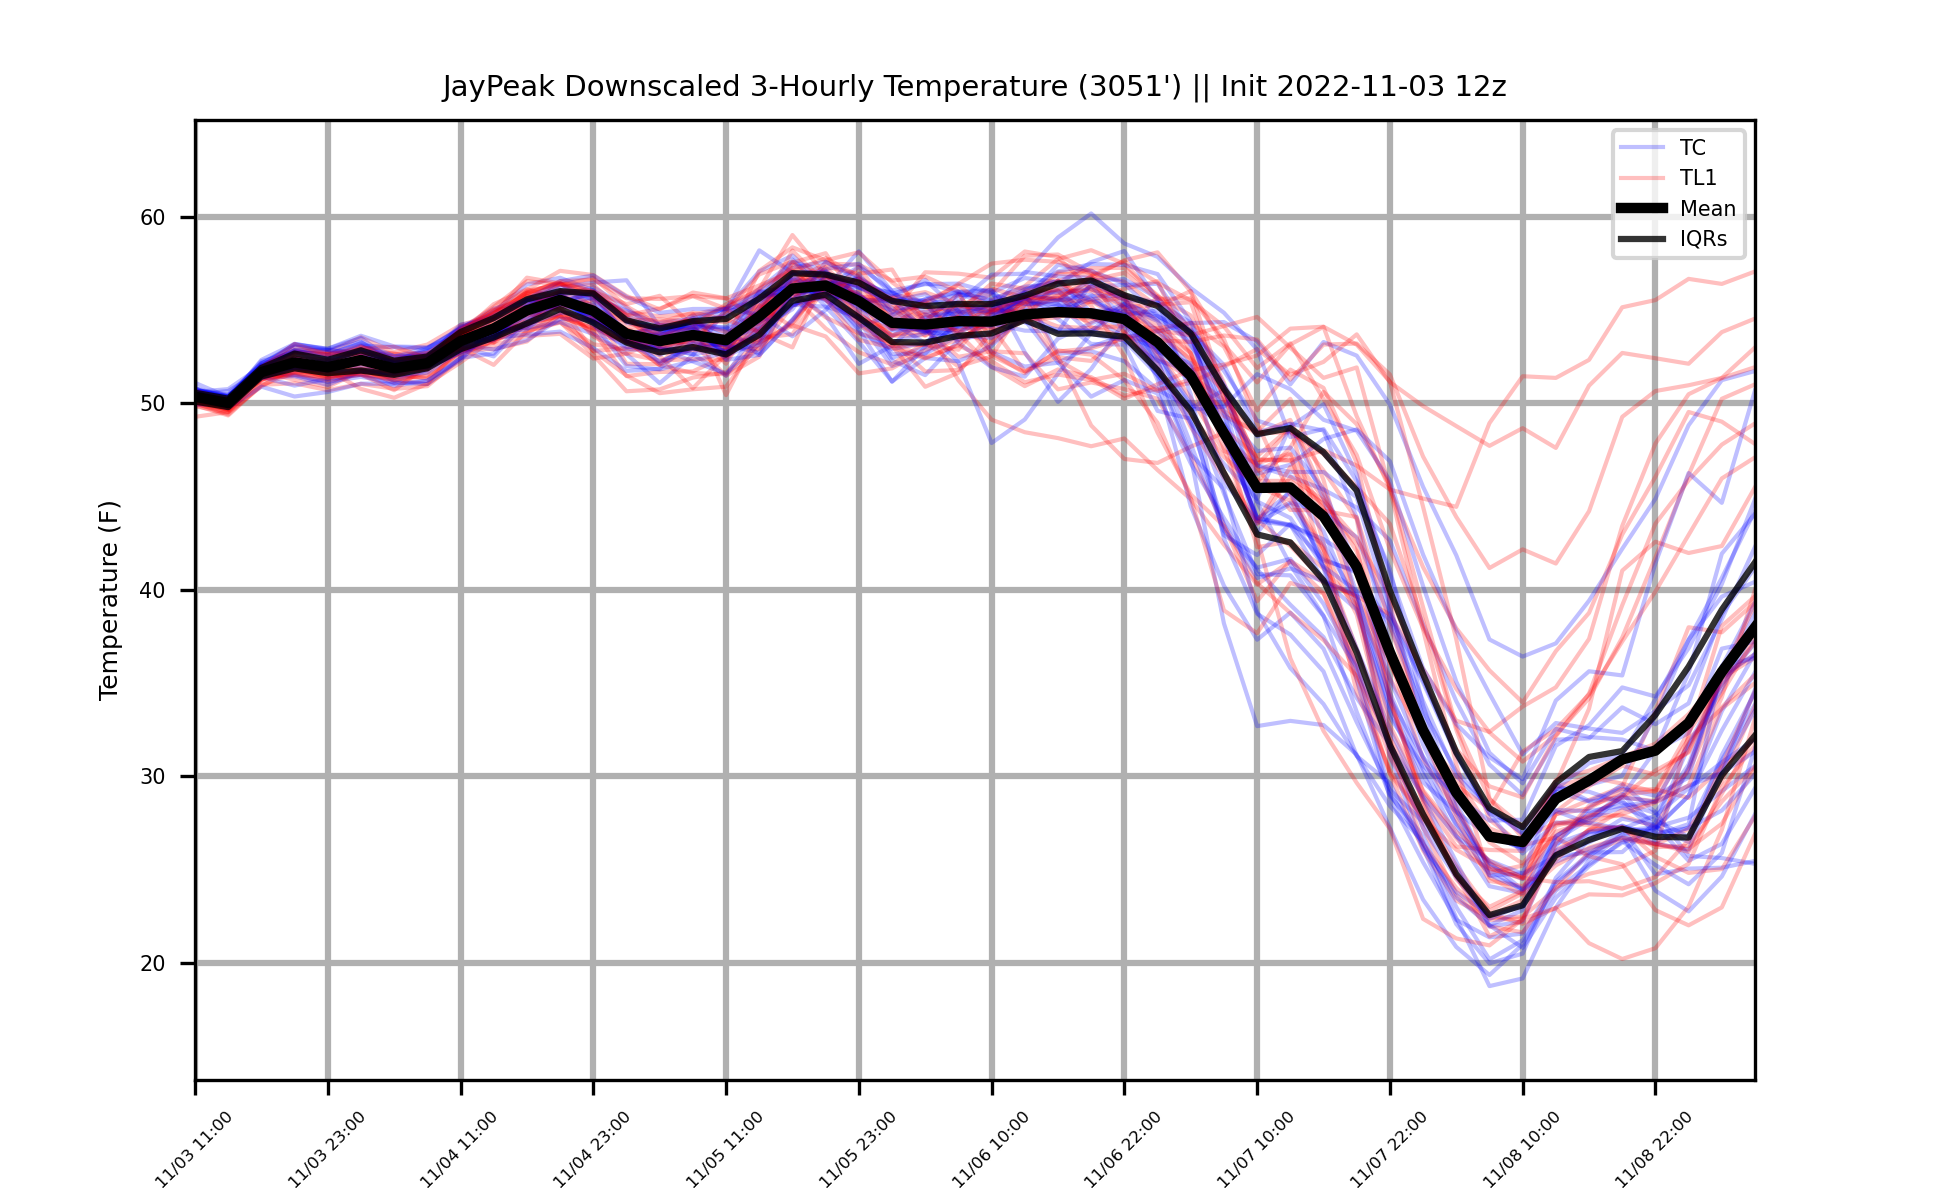 JayPeak Downscaled 3-Hourly Temperature (3051') || Init 2022-11-03 12z
TC
TL1
Mean
IQRs
Temperature (F)
60
50
40
30
20
11/03 11:00
11/03 23:00
11/04 11:00
11/04 23:00
11/05 11:00
11/05 23:00
11/06 10:00
11/06 22:00
11/07 10:00
11/07 22:00
11/08 10:00
11/08 22:00